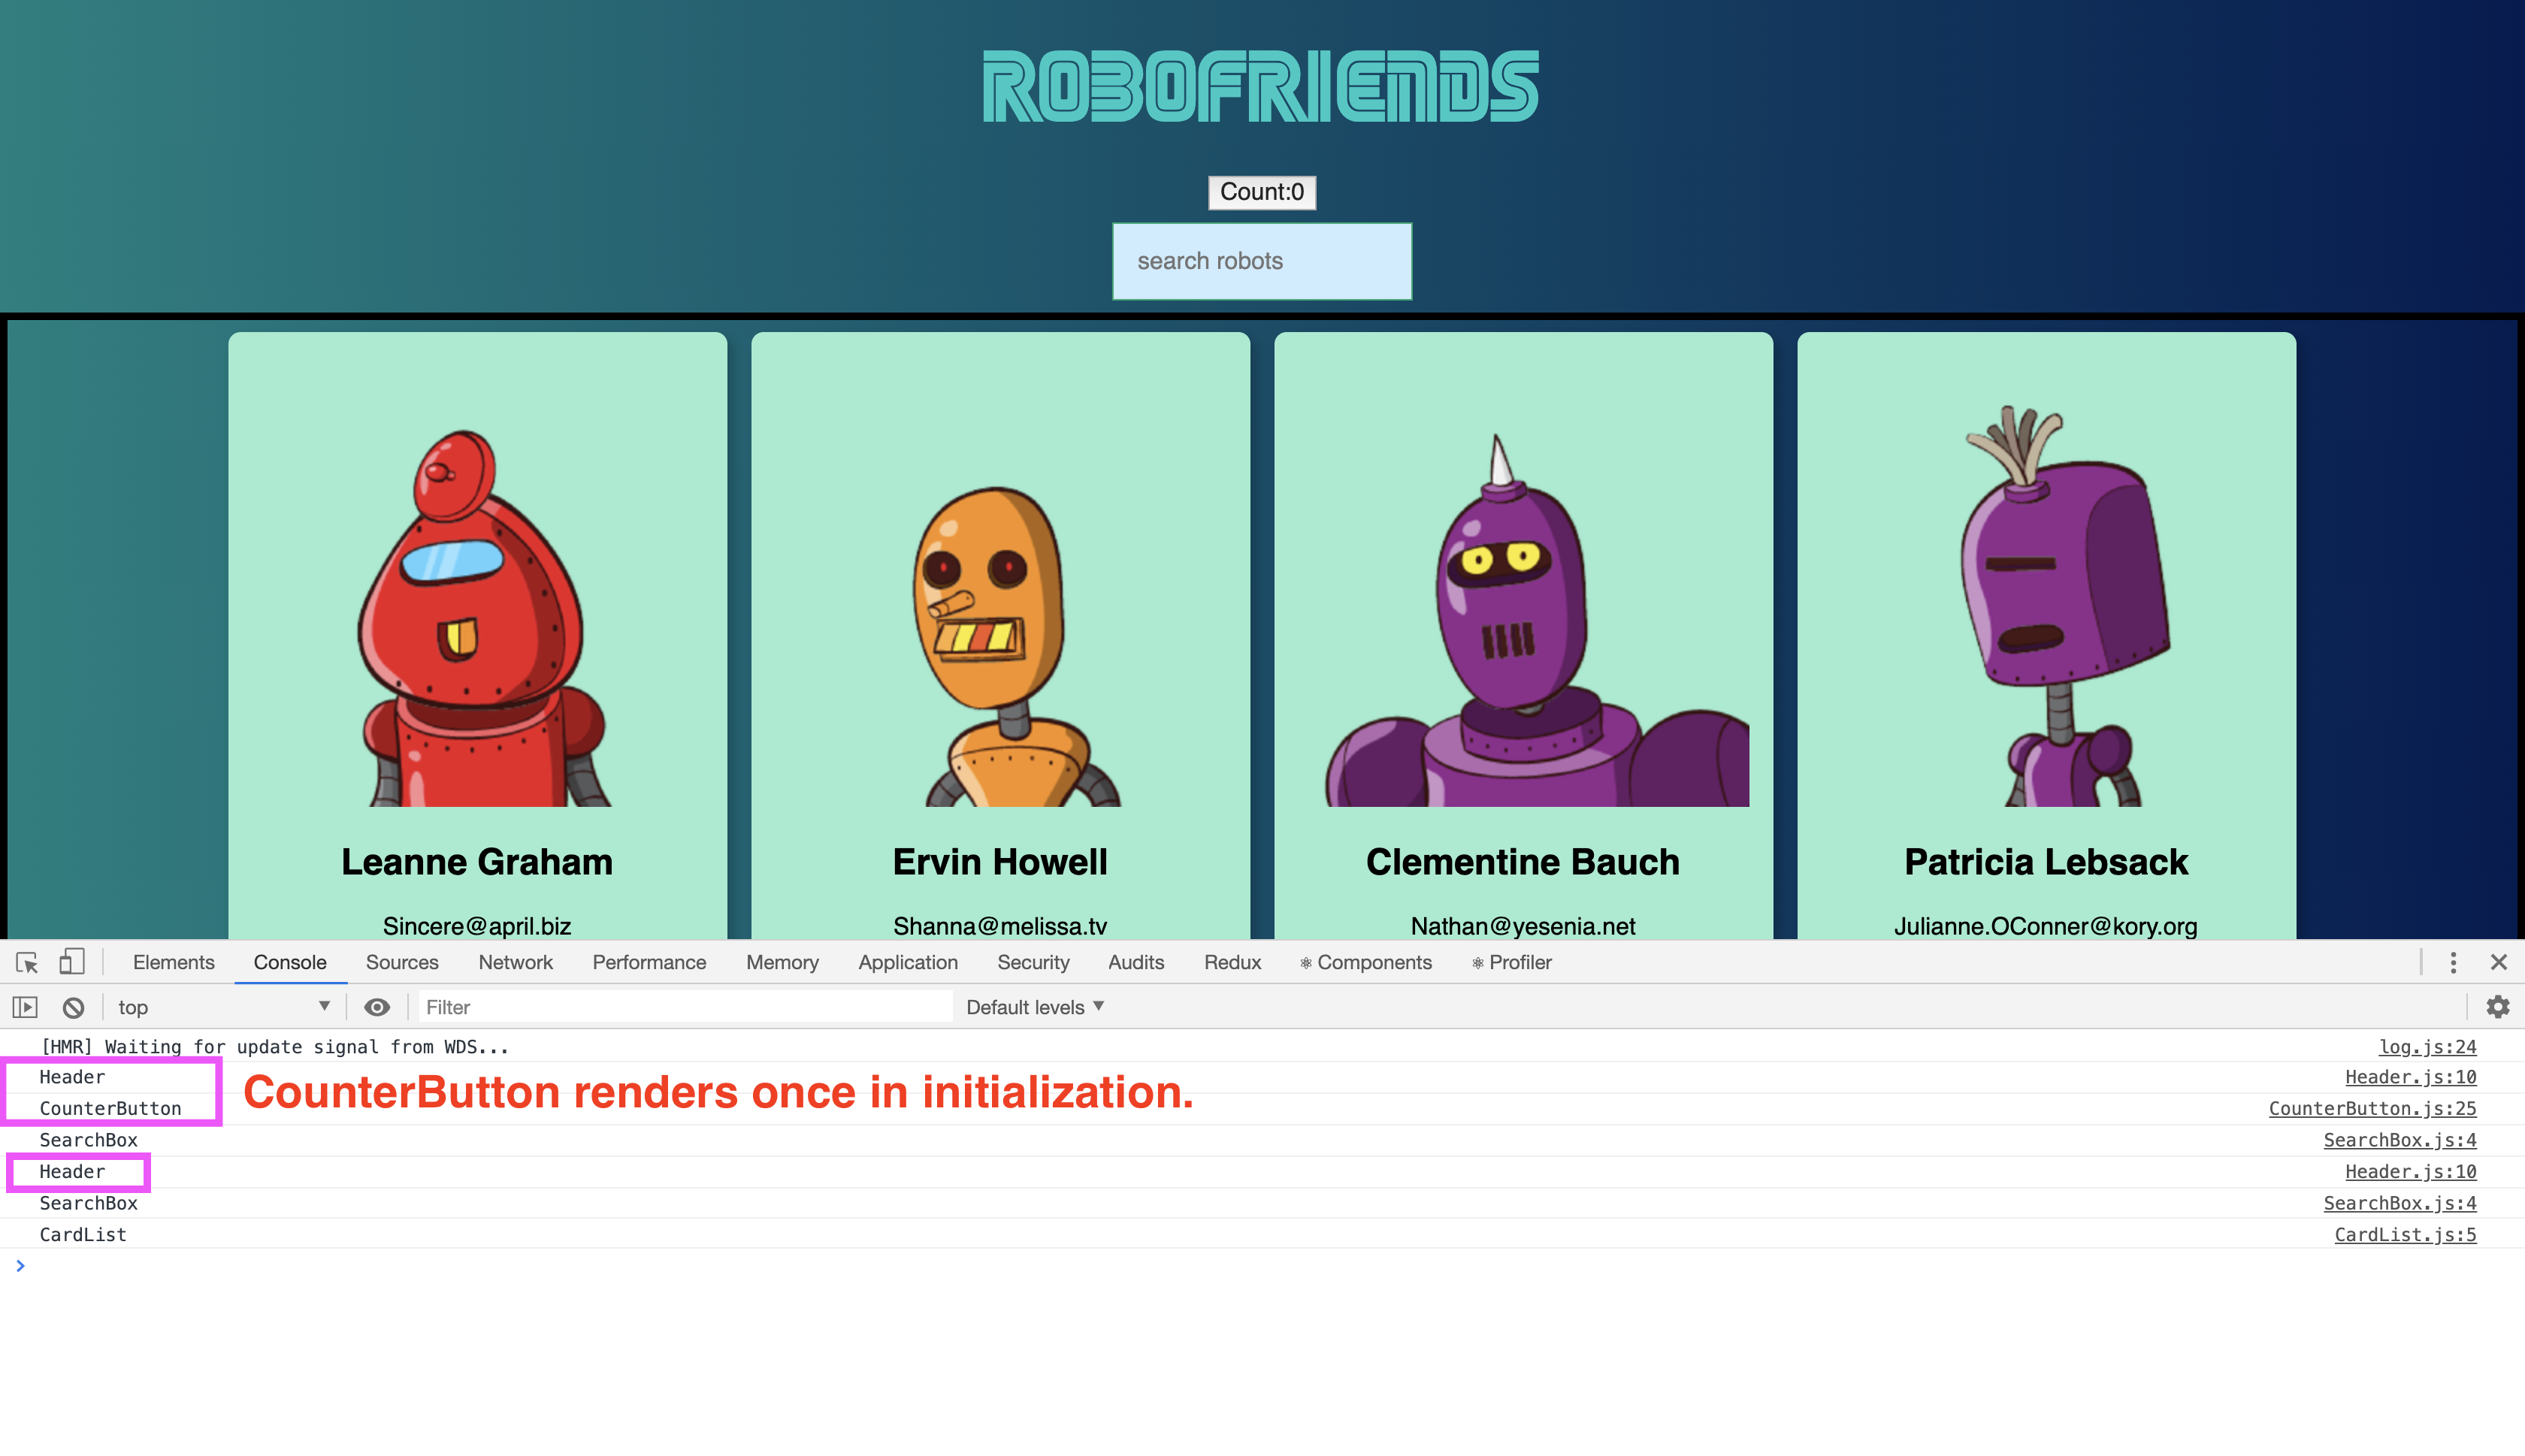 ROBOFRIENDS
Count:0
search robots
Leanne Graham
Ervin Howell
Clementine Bauch
Patricia Lebsack
Sincere@april.biz
Shanna@melissa.tv
Nathan@yesenia.net
Julianne.OConner@kory.org
Elements Console Sources Network Performance Memory Application Security Audits Redux Components Profiler
top Filter Default levels
[HMR] Waiting for update signal from WDS... log.js:24
Header Header.js:10
CounterButton renders once in initialization.
CounterButton CounterButton.js:25
SearchBox SearchBox.js:4
Header Header.js:10
SearchBox SearchBox.js:4
CardList CardList.js:5